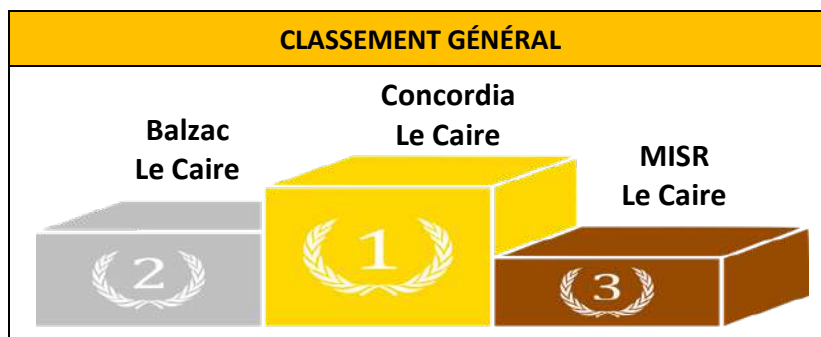 CLASSEMENT GÉNÉRAL
Concordia
Le Caire
Balzac
Le Caire
MISR
Le Caire
2
1
3